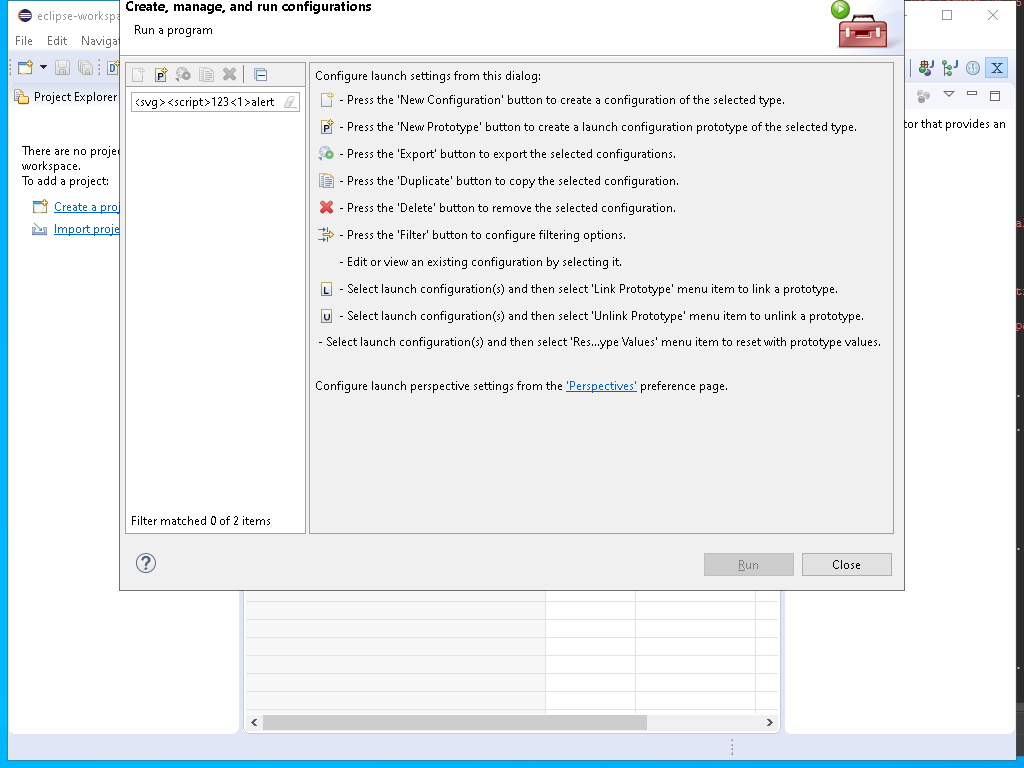 Create, manage, and run configurations
Run a program
eclipse-workspa
File Edit Navigat
Project Explorer
There are no proje
workspace.
To add a project:
Create a proj
Import proje
<svg><script>123<1>alert
Filter matched 0 of 2 items
Configure launch settings from this dialog:
- Press the 'New Configuration' button to create a configuration of the selected type.
P - Press the 'New Prototype' button to create a launch configuration prototype of the selected type.
- Press the 'Export' button to export the selected configurations.
- Press the 'Duplicate' button to copy the selected configuration.
- Press the 'Delete' button to remove the selected configuration.
- Press the 'Filter' button to configure filtering options.
- Edit or view an existing configuration by selecting it.
L - Select launch configuration(s) and then select 'Link Prototype' menu item to link a prototype.
U - Select launch configuration(s) and then select 'Unlink Prototype' menu item to unlink a prototype.
- Select launch configuration(s) and then select 'Res...ype Values' menu item to reset with prototype values.
Configure launch perspective settings from the 'Perspectives' preference page.
Run
Close
tor that provides an